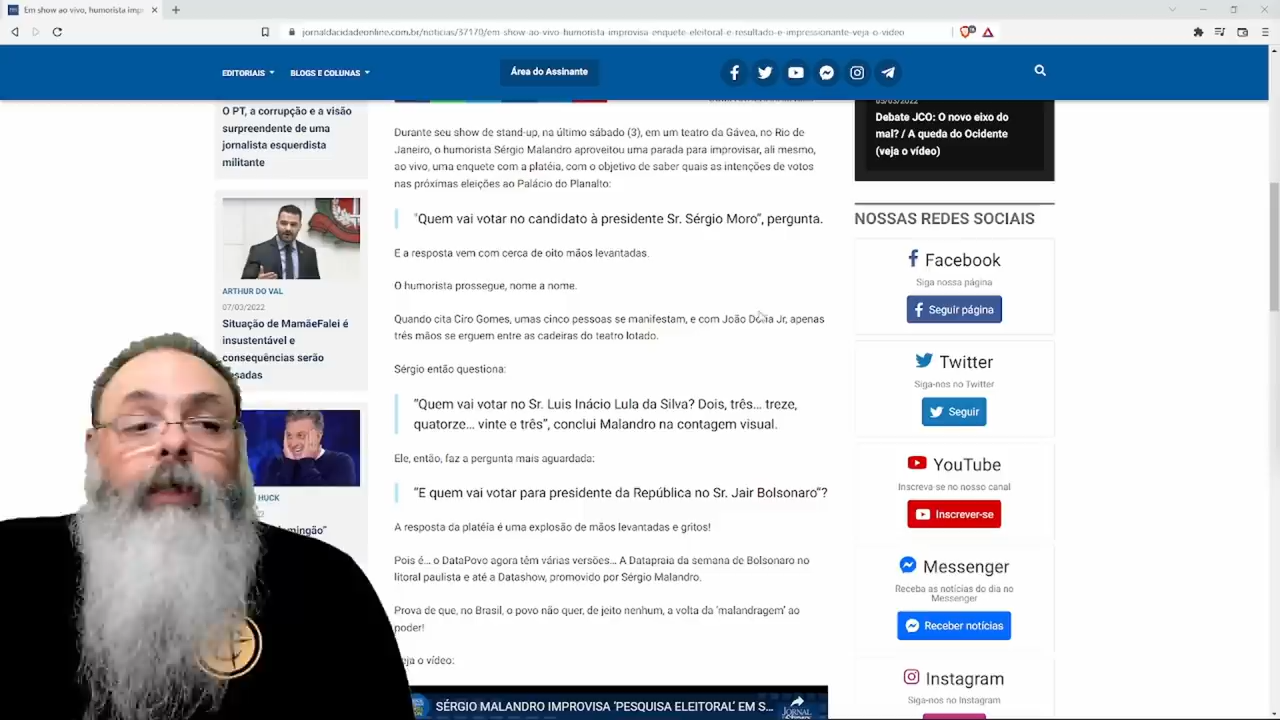 Em show ao vivo, humorista imp
jornaldacidadeonline.com.br/noticias/37170/em-show-ao-vivo-humorista-improvisa-enquete-eleitoral-e-resultado-e-impressionante-veja-o-video
EDITORIAIS
BLOGS E COLUNAS
Área do Assinante
O PT, a corrupção e a visão
surpreendente de uma
jornalista esquerdista
militante
ARTHUR DO VAL
07/03/2022
Situação de MamãeFalei é
insustentável e
consequências serão
HUCK
Durante seu show de stand-up, na último sábado (3), em um teatro da Gávea, no Rio de
Janeiro, o humorista Sérgio Malandro aproveitou uma parada para improvisar, ali mesmo,
ao vivo, uma enquete com a platéia, com o objetivo de saber quais as intenções de votos
nas próximas eleições ao Palácio do Planalto:
"Quem vai votar no candidato à presidente Sr. Sérgio Moro”, pergunta.
E a resposta vem com cerca de oito mãos levantadas.
O humorista prossegue, nome a nome.
Quando cita Ciro Gomes, umas cinco pessoas se manifestam, e com João Dória Jr, apenas
três mãos se erguem entre as cadeiras do teatro lotado.
Sérgio então questiona:
“Quem vai votar no Sr. Luis Inácio Lula da Silva? Dois, três... treze,
quatorze... vinte e três”, conclui Malandro na contagem visual.
Ele, então, faz a pergunta mais aguardada:
“E quem vai votar para presidente da República no Sr. Jair Bolsonaro“?
A resposta da platéia é uma explosão de mãos levantadas e gritos!
Pois é... o DataPovo agora têm várias versões... A Datapraia da semana de Bolsonaro no
litoral paulista e até a Datashow, promovido por Sérgio Malandro.
Prova de que, no Brasil, o povo não quer, de jeito nenhum, a volta da ‘malandragem’ ao
poder!
o vídeo:
SÉRGIO MALANDRO IMPROVISA ‘PESQUISA ELEITORAL’ EM S...
JORNAL
05/03/2022
Debate JCO: O novo eixo do
mal? / A queda do Ocidente
(veja o vídeo)
NOSSAS REDES SOCIAIS
Facebook
Siga nossa página
Seguir página
Twitter
Siga-nos no Twitter
Seguir
YouTube
Inscreva-se no nosso canal
Inscrever-se
Messenger
Receba as notícias do dia no
Messenger
Receber notícias
Instagram
Siga-nos no Instagram